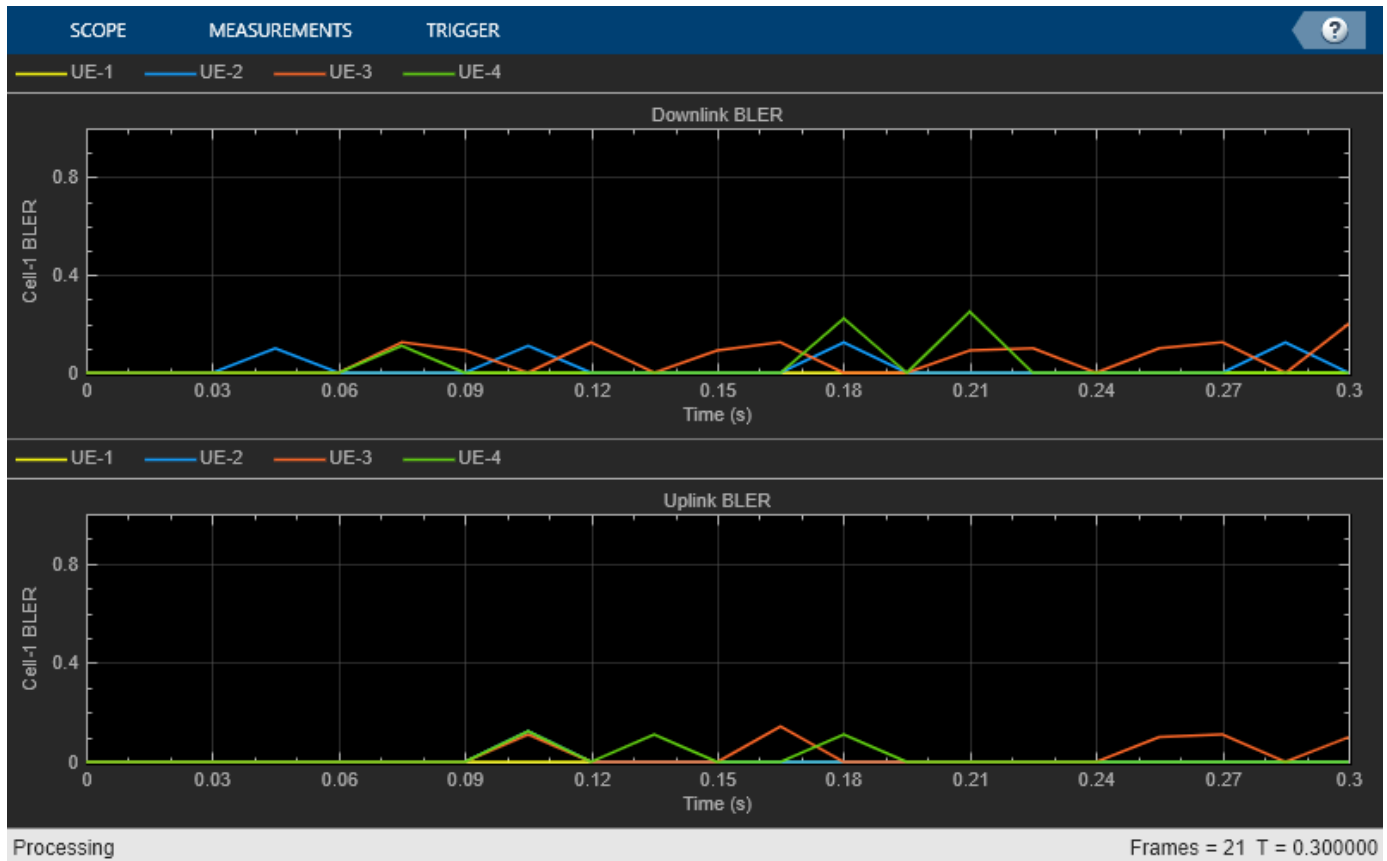 SCOPE MEASUREMENTS TRIGGER ?
UE-1 UE-2 UE-3 UE-4
Downlink BLER
Cell-1 BLER
0.8
0.4
0
0 0.03 0.06 0.09 0.12 0.15 0.18 0.21 0.24 0.27 0.3
Time (s)
UE-1 UE-2 UE-3 UE-4
Uplink BLER
Cell-1 BLER
0.8
0.4
0
0 0.03 0.06 0.09 0.12 0.15 0.18 0.21 0.24 0.27 0.3
Time (s)
Processing Frames = 21 T = 0.300000